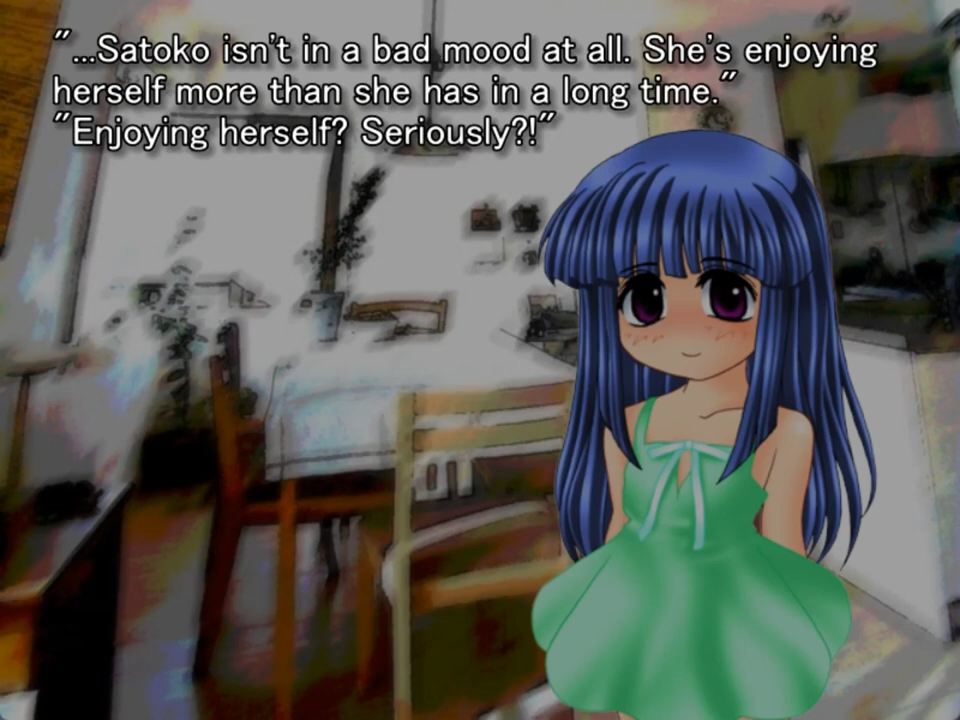 "...Satoko isn't in a bad mood at all. She's enjoying
herself more than she has in a long time."
"Enjoying herself? Seriously?!"